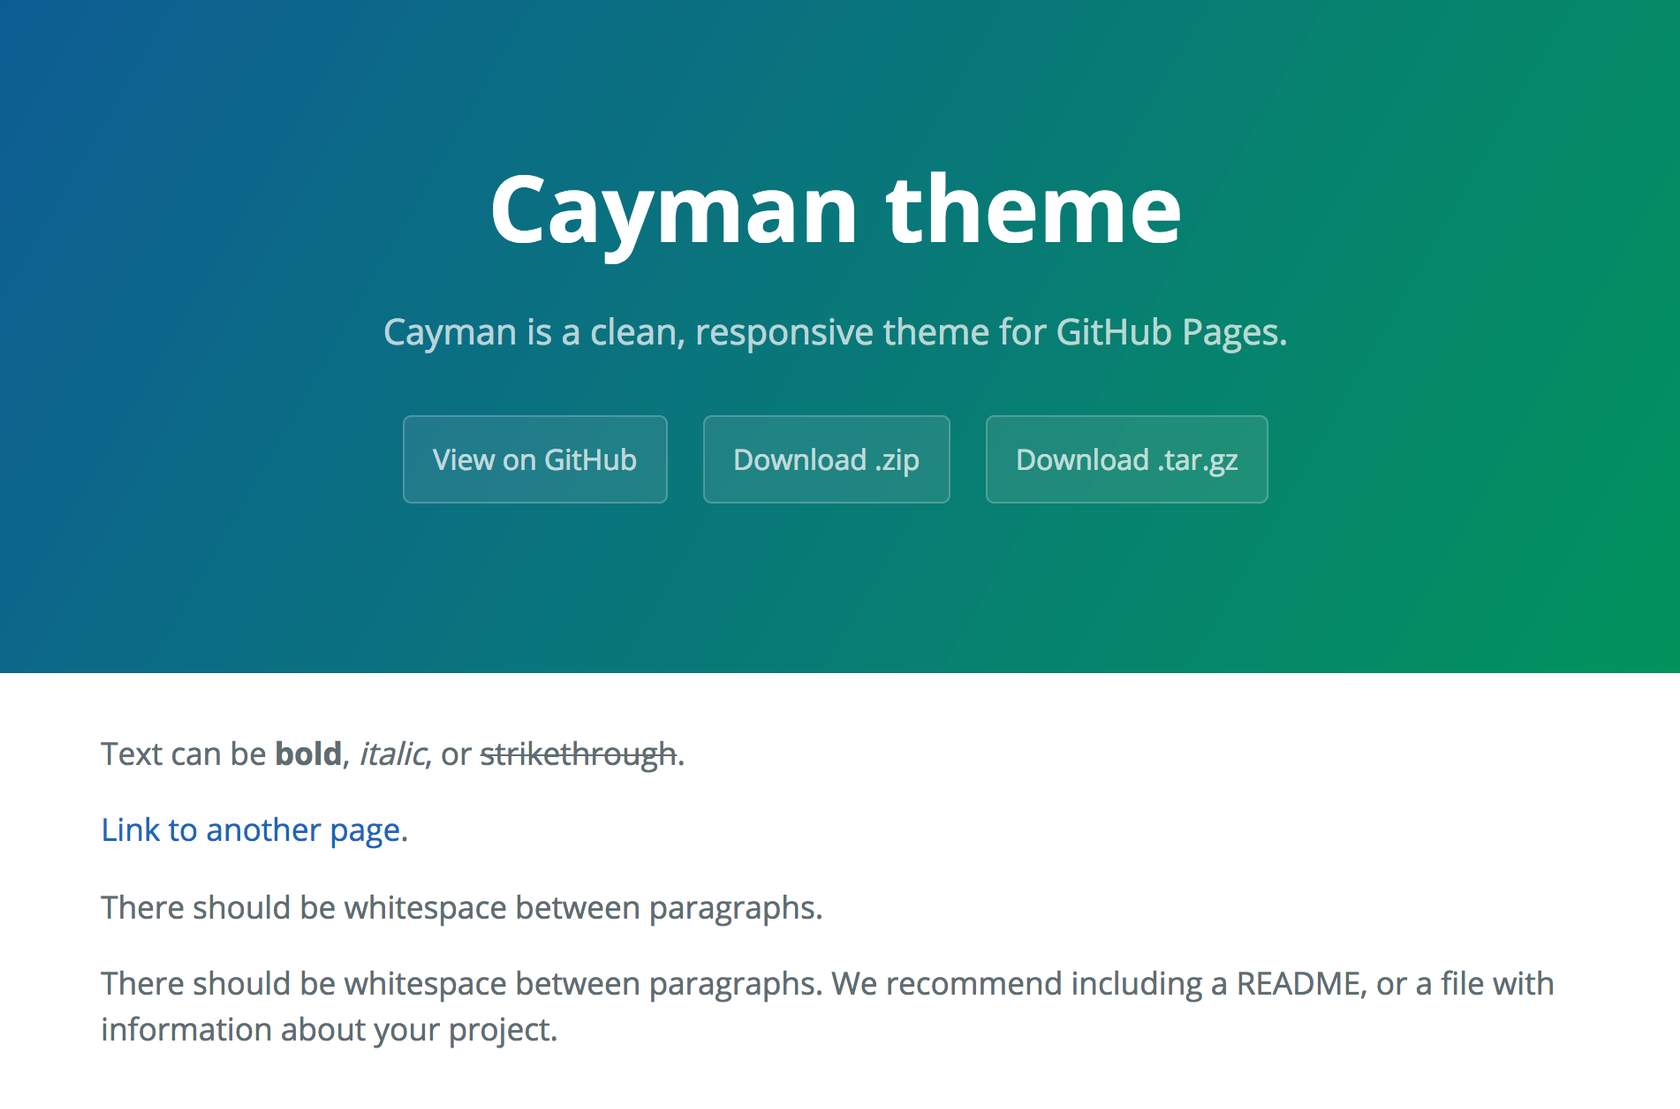 Cayman theme
Cayman is a clean, responsive theme for GitHub Pages.
View on GitHub
Download .zip
Download .tar.gz
Text can be bold, italic, or strikethrough.
Link to another page.
There should be whitespace between paragraphs.
There should be whitespace between paragraphs. We recommend including a README, or a file with
information about your project.